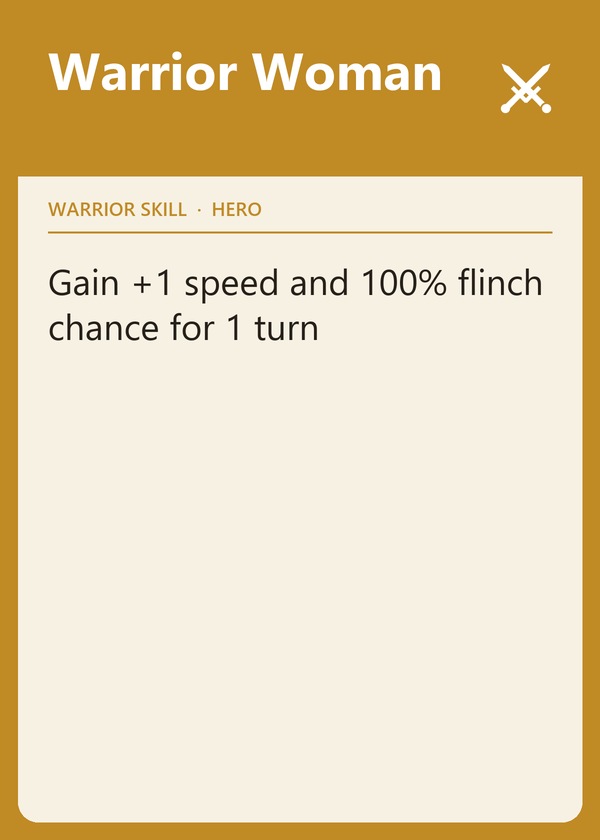 Warrior Woman
WARRIOR SKILL · HERO
Gain +1 speed and 100% flinch
chance for 1 turn